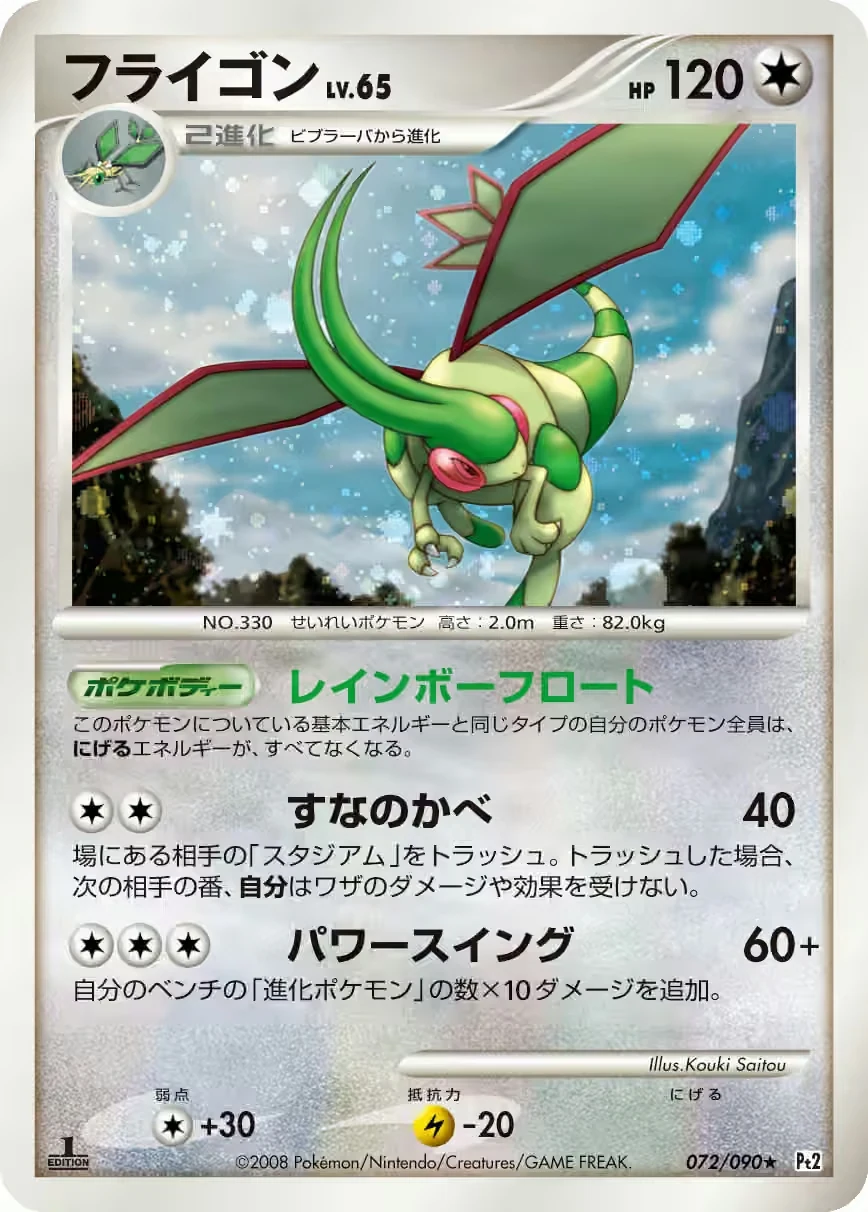 フライゴン LV.65 HP 120
2進化 ビブラーバから進化
NO.330 せいれいポケモン 高さ：2.0m 重さ：82.0kg
ポケボディー レインボーフロート
このポケモンについている基本エネルギーと同じタイプの自分のポケモン全員は、
にげるエネルギーが、すべてなくなる。
すなのかべ 40
場にある相手の「スタジアム」をトラッシュ。トラッシュした場合、
次の相手の番、自分はワザのダメージや効果を受けない。
パワースイング 60+
自分のベンチの「進化ポケモン」の数×10ダメージを追加。
Illus.Kouki Saitou
弱点 抵抗力 にげる
+30 -20
1 EDITION ©2008 Pokémon/Nintendo/Creatures/GAME FREAK. 072/090★ Pt2